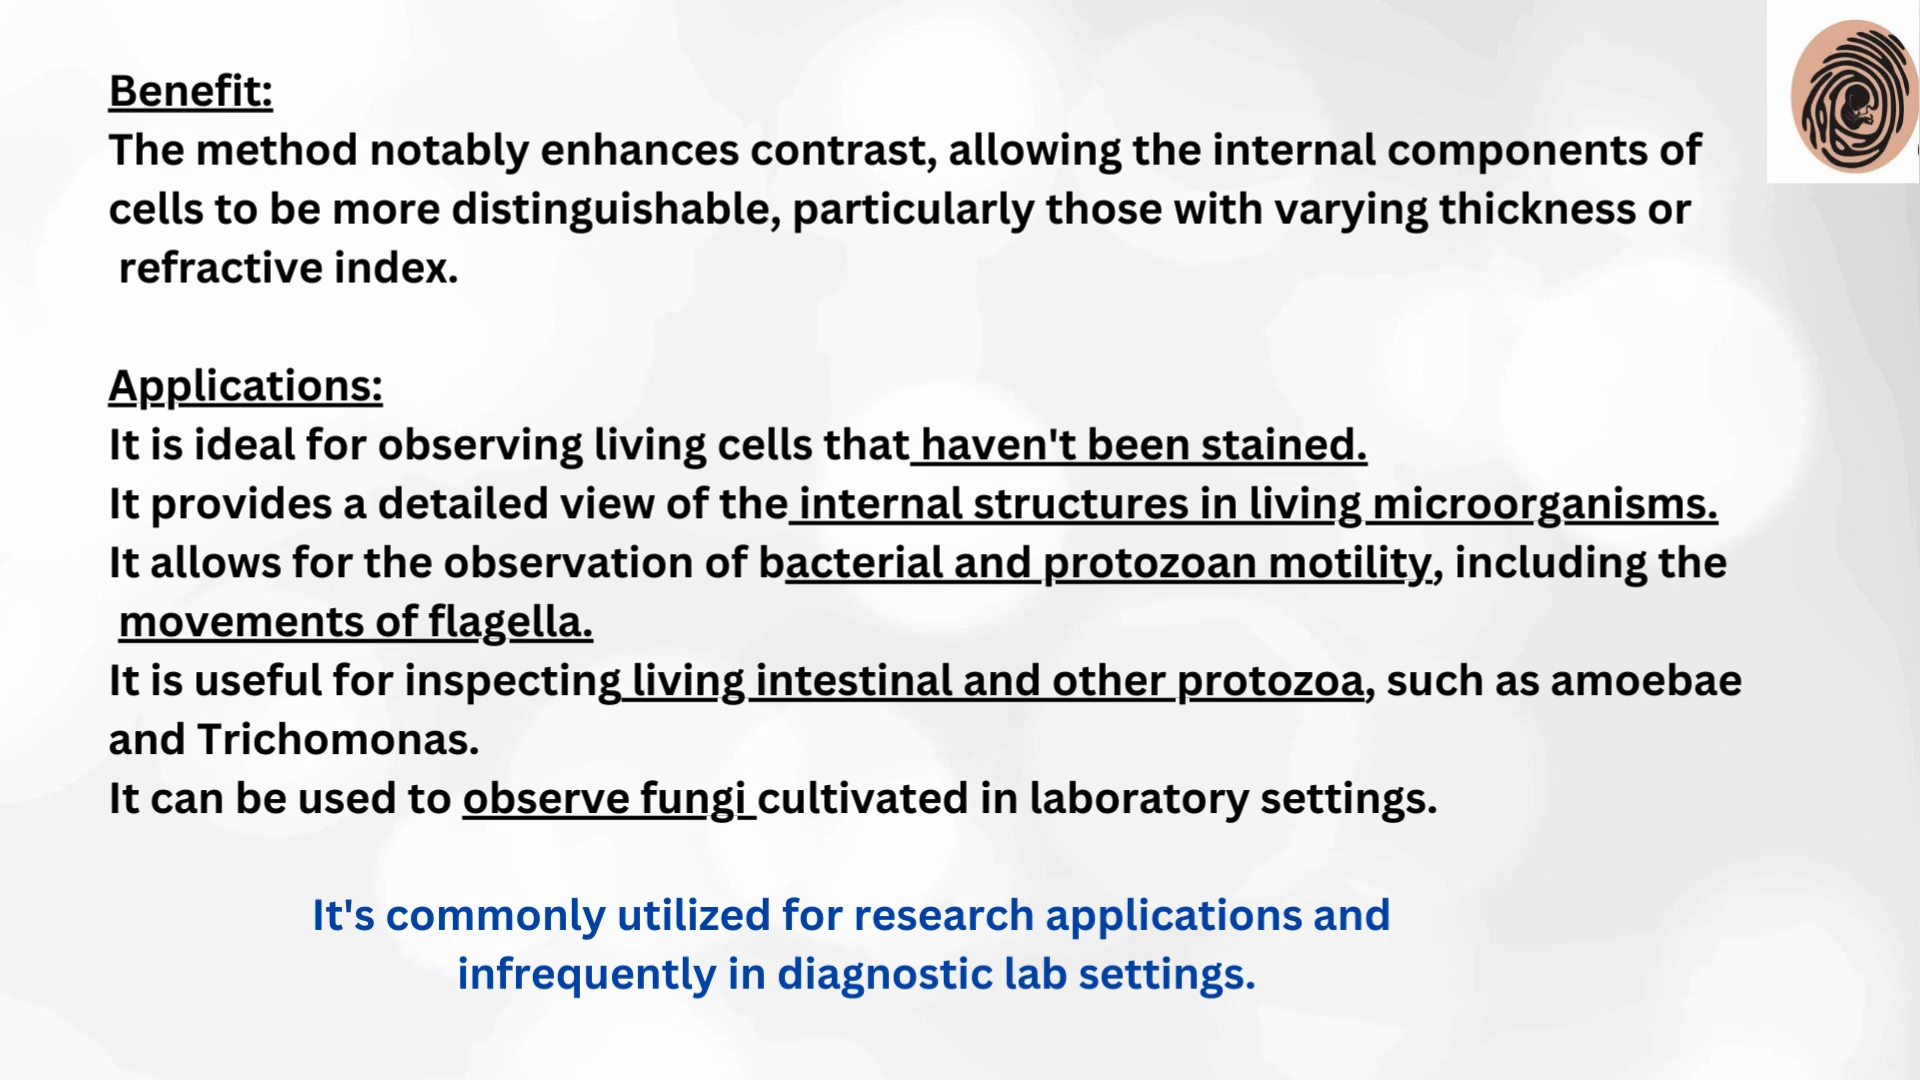 Benefit:
The method notably enhances contrast, allowing the internal components of
cells to be more distinguishable, particularly those with varying thickness or
refractive index.
Applications:
It is ideal for observing living cells that haven't been stained.
It provides a detailed view of the internal structures in living microorganisms.
It allows for the observation of bacterial and protozoan motility, including the
movements of flagella.
It is useful for inspecting living intestinal and other protozoa, such as amoebae
and Trichomonas.
It can be used to observe fungi cultivated in laboratory settings.
It's commonly utilized for research applications and
infrequently in diagnostic lab settings.